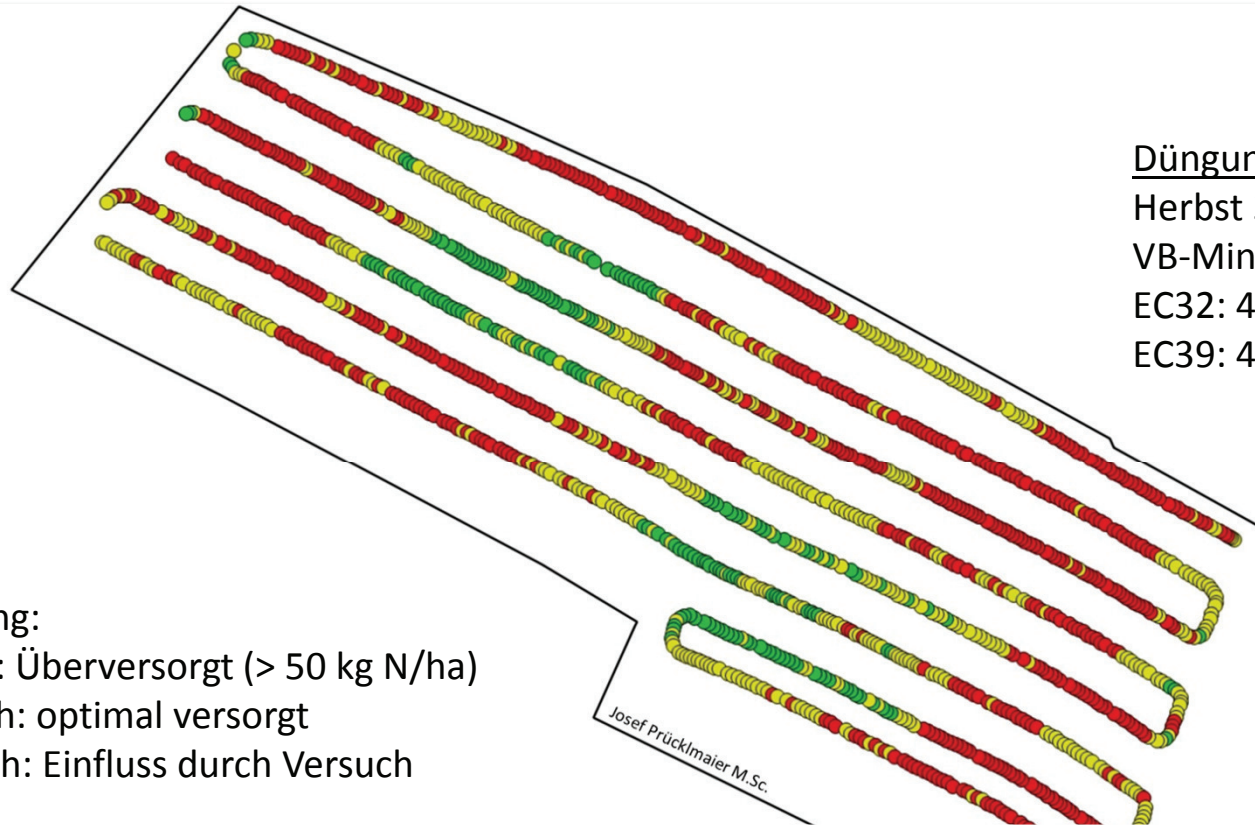 Düngun
Herbst
VB-Min
EC32: 4
EC39: 4
ng:
: Überversorgt (> 50 kg N/ha)
h: optimal versorgt
h: Einfluss durch Versuch
Josef Prücklmaier M.Sc.